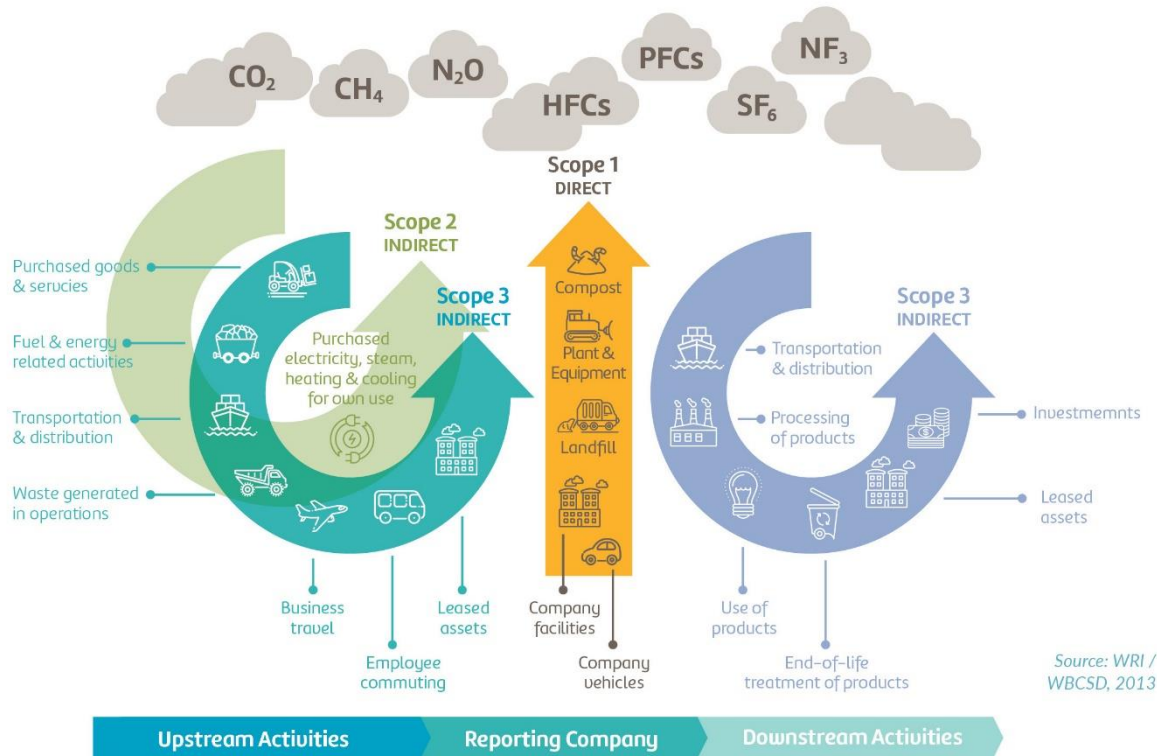 CO₂
CH₄
N₂O
HFCs
PFCs
SF₆
NF₃
Scope 1
DIRECT
Scope 2
INDIRECT
Scope 3
INDIRECT
Scope 3
INDIRECT
Purchased goods
& servcies
Fuel & energy
related activities
Transportation
& distribution
Waste generated
in operations
Purchased
electricity, steam,
heating & cooling
for own use
Business
travel
Employee
commuting
Leased
assets
Compost
Plant &
Equipment
Landfill
Company
facilities
Company
vehicles
Transportation
& distribution
Processing
of products
Use of
products
End-of-life
treatment of products
Investmemnts
Leased
assets
Source: WRI /
WBCSD, 2013
Upstream Activities
Reporting Company
Downstream Activities